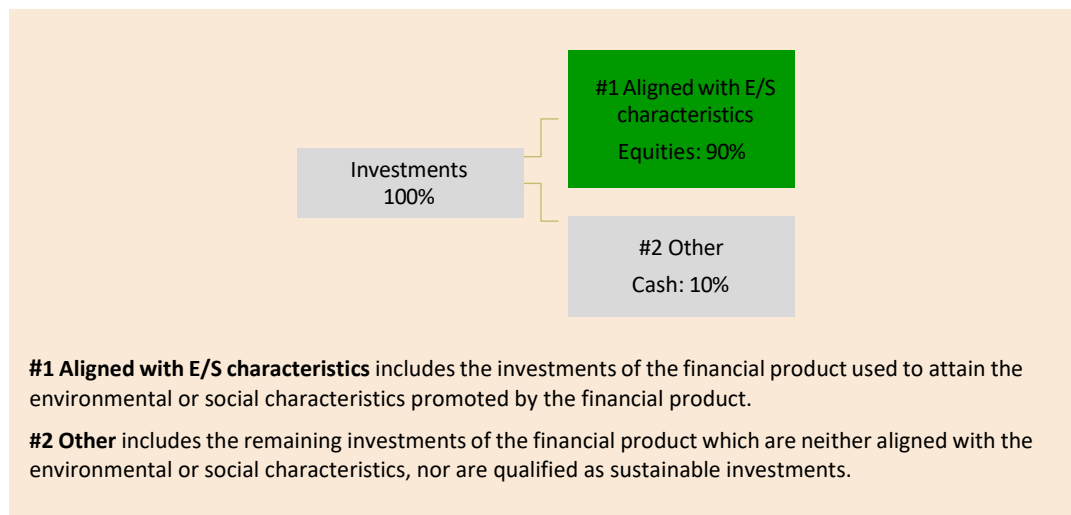 #1 Aligned with E/S
characteristics
Equities: 90%
Investments
100%
#2 Other
Cash: 10%
#1 Aligned with E/S characteristics includes the investments of the financial product used to attain the
environmental or social characteristics promoted by the financial product.
#2 Other includes the remaining investments of the financial product which are neither aligned with the
environmental or social characteristics, nor are qualified as sustainable investments.